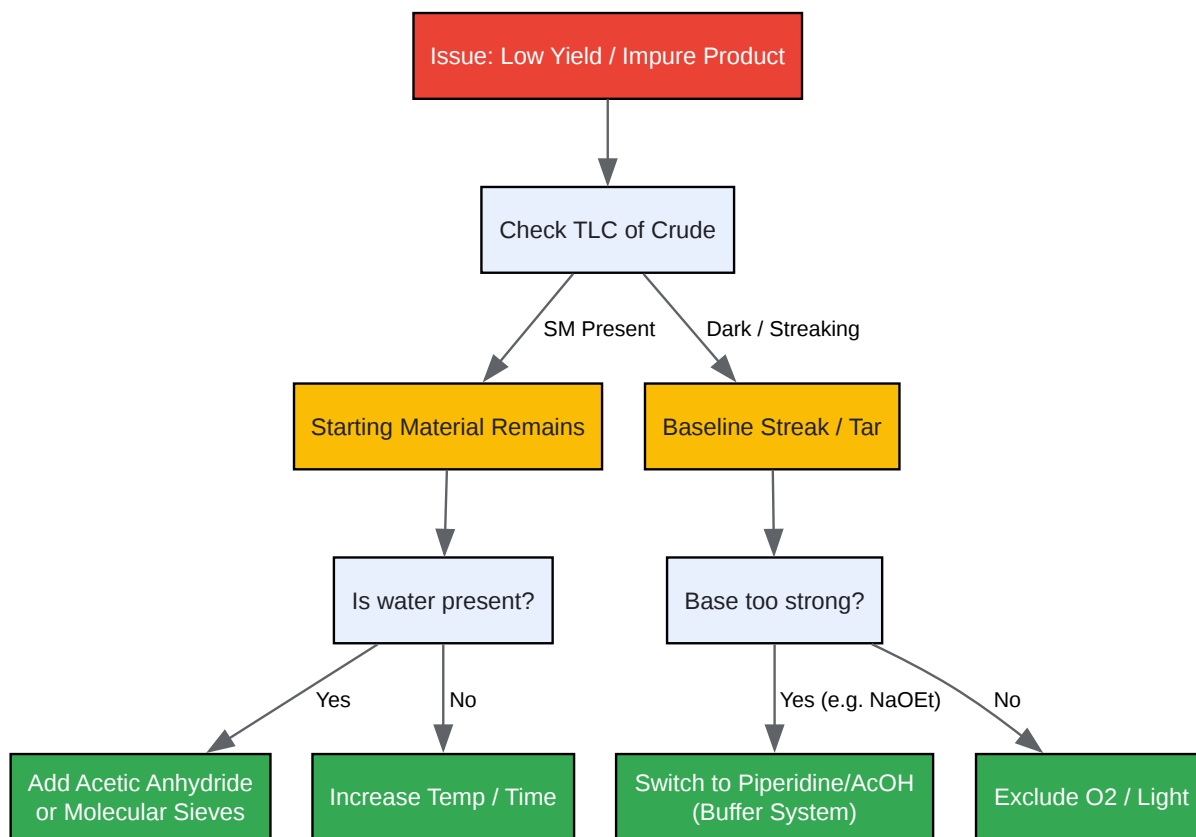 Issue: Low Yield / Impure Product
Check TLC of Crude
SM Present
Dark / Streaking
Starting Material Remains
Baseline Streak / Tar
Is water present?
Base too strong?
Yes
No
Yes (e.g. NaOEt)
No
Add Acetic Anhydride
or Molecular Sieves
Increase Temp / Time
Switch to Piperidine/AcOH
(Buffer System)
Exclude O2 / Light